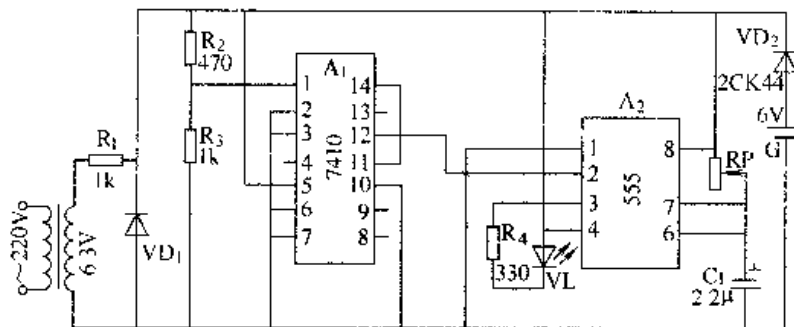 R₂
470
A₁
7410
1
2
3
4
5
6
7
14
13
12
11
10
9
8
R₁
1k
R₃
1k
~220V
6 3V
VD₁
A₂
555
1
2
3
4
8
7
6
R₄
330
VL
RP
C₁
2 2μ
+
VD₂
2CK44
6V
G